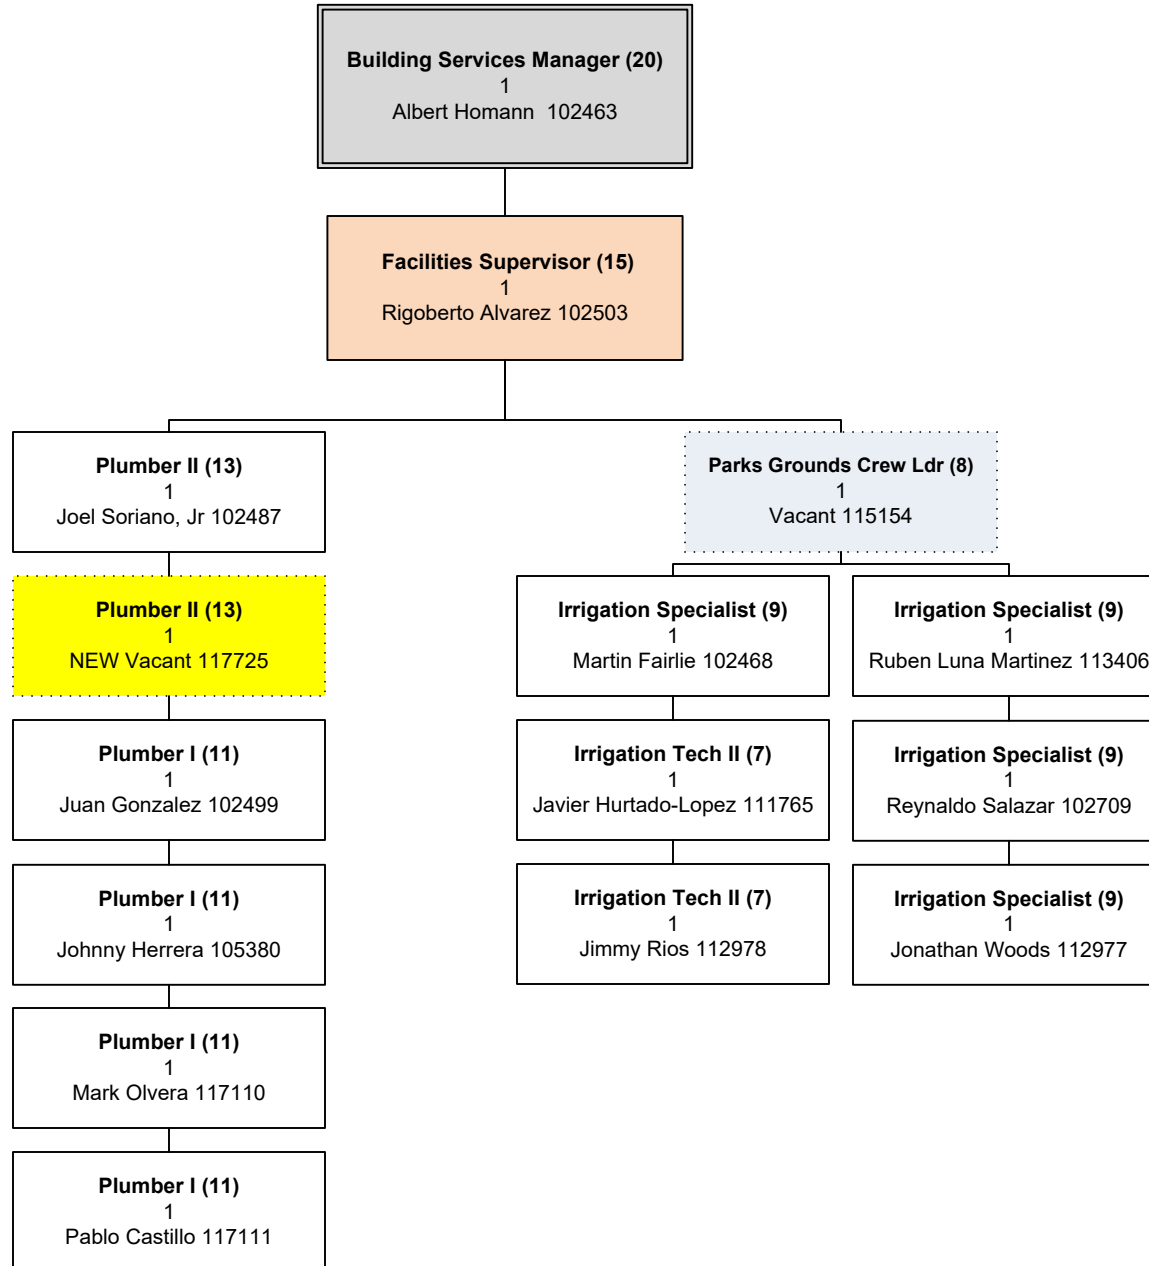 Building Services Manager (20)
1
Albert Homann  102463
Facilities Supervisor (15)
1
Rigoberto Alvarez 102503
Plumber II (13)
1
Joel Soriano, Jr 102487
Plumber II (13)
1
NEW Vacant 117725
Plumber I (11)
1
Juan Gonzalez 102499
Plumber I (11)
1
Johnny Herrera 105380
Plumber I (11)
1
Mark Olvera 117110
Plumber I (11)
1
Pablo Castillo 117111
Parks Grounds Crew Ldr (8)
1
Vacant 115154
Irrigation Specialist (9)
1
Martin Fairlie 102468
Irrigation Tech II (7)
1
Javier Hurtado-Lopez 111765
Irrigation Tech II (7)
1
Jimmy Rios 112978
Irrigation Specialist (9)
1
Ruben Luna Martinez 113406
Irrigation Specialist (9)
1
Reynaldo Salazar 102709
Irrigation Specialist (9)
1
Jonathan Woods 112977